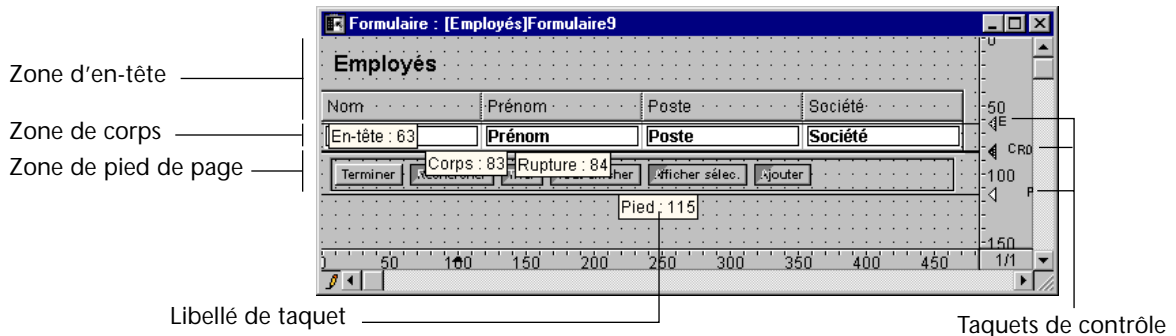 Formulaire : [Employés]Formulaire9
Employés
Zone d'en-tête
Nom Prénom Poste Société
Zone de corps
En-tête : 63 Prénom Poste Société
Corps : 83 Rupture : 84
Zone de pied de page
Terminer Afficher sélec. Ajouter
Pied : 115
0
50
E
CR0
100
P
150
50 100 150 200 250 300 350 400 450
1/1
Libellé de taquet
Taquets de contrôle